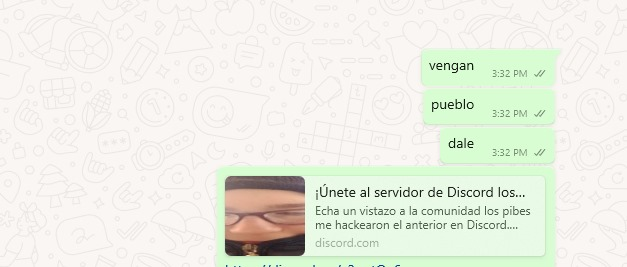 vengan
3:32 PM
pueblo
3:32 PM
dale
3:32 PM
¡Únete al servidor de Discord los...
Echa un vistazo a la comunidad los pibes
me hackearon el anterior en Discord....
discord.com